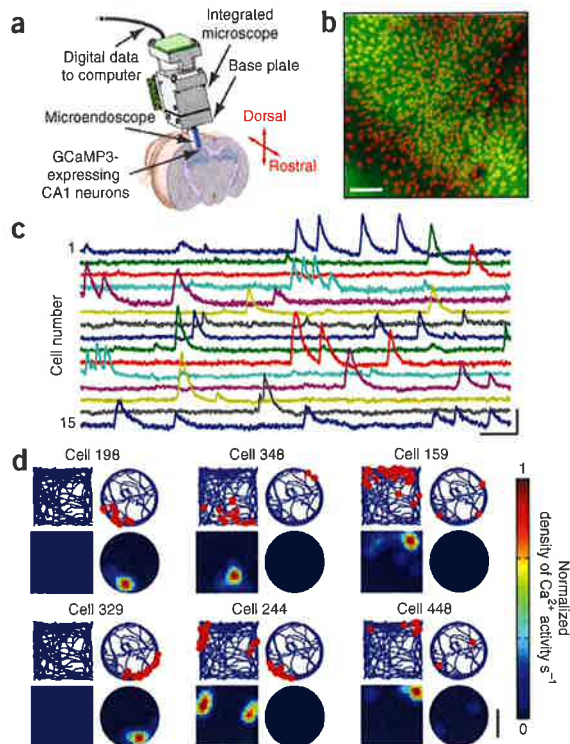 a
b
Integrated
microscope
Digital data
to computer
Base plate
Microendoscope
Dorsal
GCaMP3-
expressing
CA1 neurons
Rostral
c
1
Cell number
15
d
Cell 198
Cell 348
Cell 159
1
Normalized
density of Ca2+ activity s−1
Cell 329
Cell 244
Cell 448
0